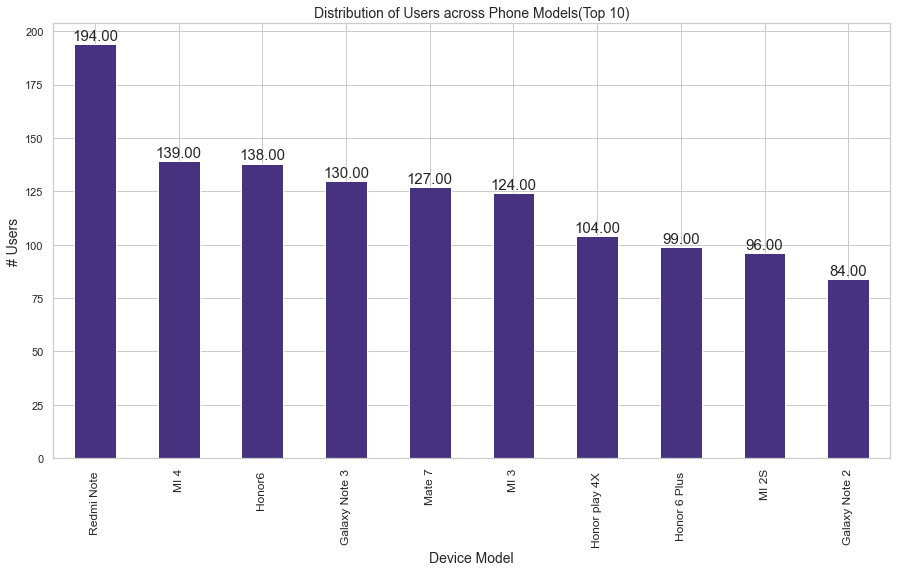 Distribution of Users across Phone Models(Top 10)
200
175
150
125
100
75
50
25
0
# Users
194.00
139.00
138.00
130.00
127.00
124.00
104.00
99.00
96.00
84.00
Redmi Note
MI 4
Honor6
Galaxy Note 3
Mate 7
MI 3
Honor play 4X
Honor 6 Plus
MI 2S
Galaxy Note 2
Device Model